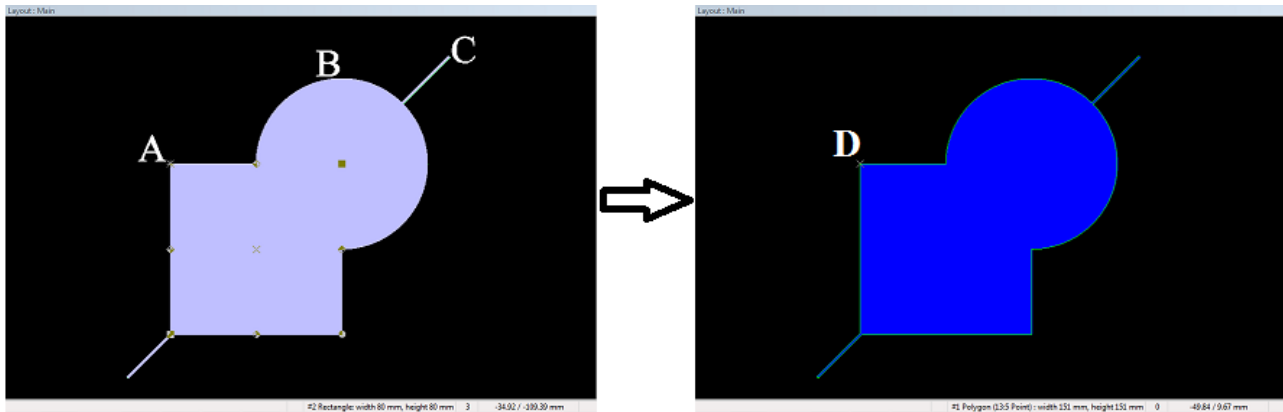 Layout: Main
A
B
C
#2 Rectangle: width 80 mm, height 80 mm 3 -34.92 / -109.39 mm
Layout: Main
D
#1 Polygon (13:5 Point) : width 151 mm, height 151 mm 0 -49.84 / 9.67 mm